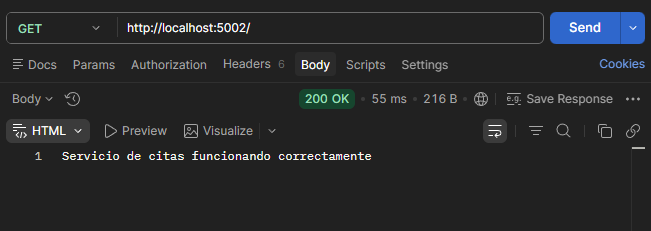 GET http://localhost:5002/ Send
Docs Params Authorization Headers 6 Body Scripts Settings Cookies
Body 200 OK • 55 ms • 216 B • e.g. Save Response
HTML Preview Visualize
1 Servicio de citas funcionando correctamente